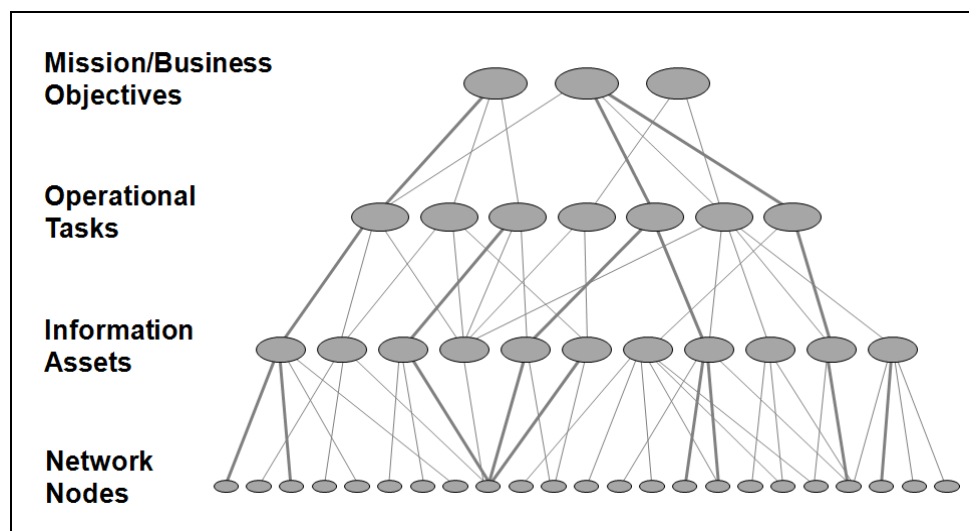 Mission/Business
Objectives
Operational
Tasks
Information
Assets
Network
Nodes